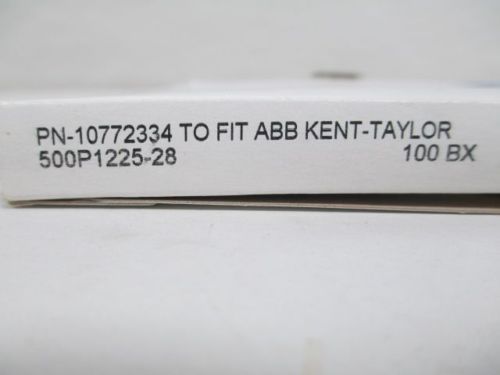 PN-10772334 TO FIT ABB KENT-TAYLOR
500P1225-28 100 BX